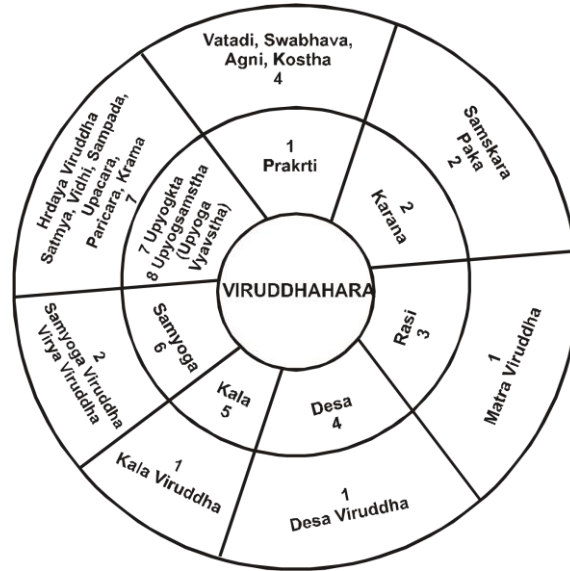 Vatadi, Swabhava,
Agni, Kostha
4
1
Prakrti
Samskara
Paka
2
2
Karana
1
Matra Viruddha
Rasi
3
1
Desa Viruddha
Desa
4
1
Kala Viruddha
Kala
5
2
Samyoga Viruddha
Virya Viruddha
Samyoga
6
Hrdaya Viruddha
Satmya, Vidhi, Sampada,
Upacara,
Paricara, Krama
7
7 Upyogkta
8 Upyogsamstha
(Upyoga
Vyavstha)
VIRUDDHAHARA